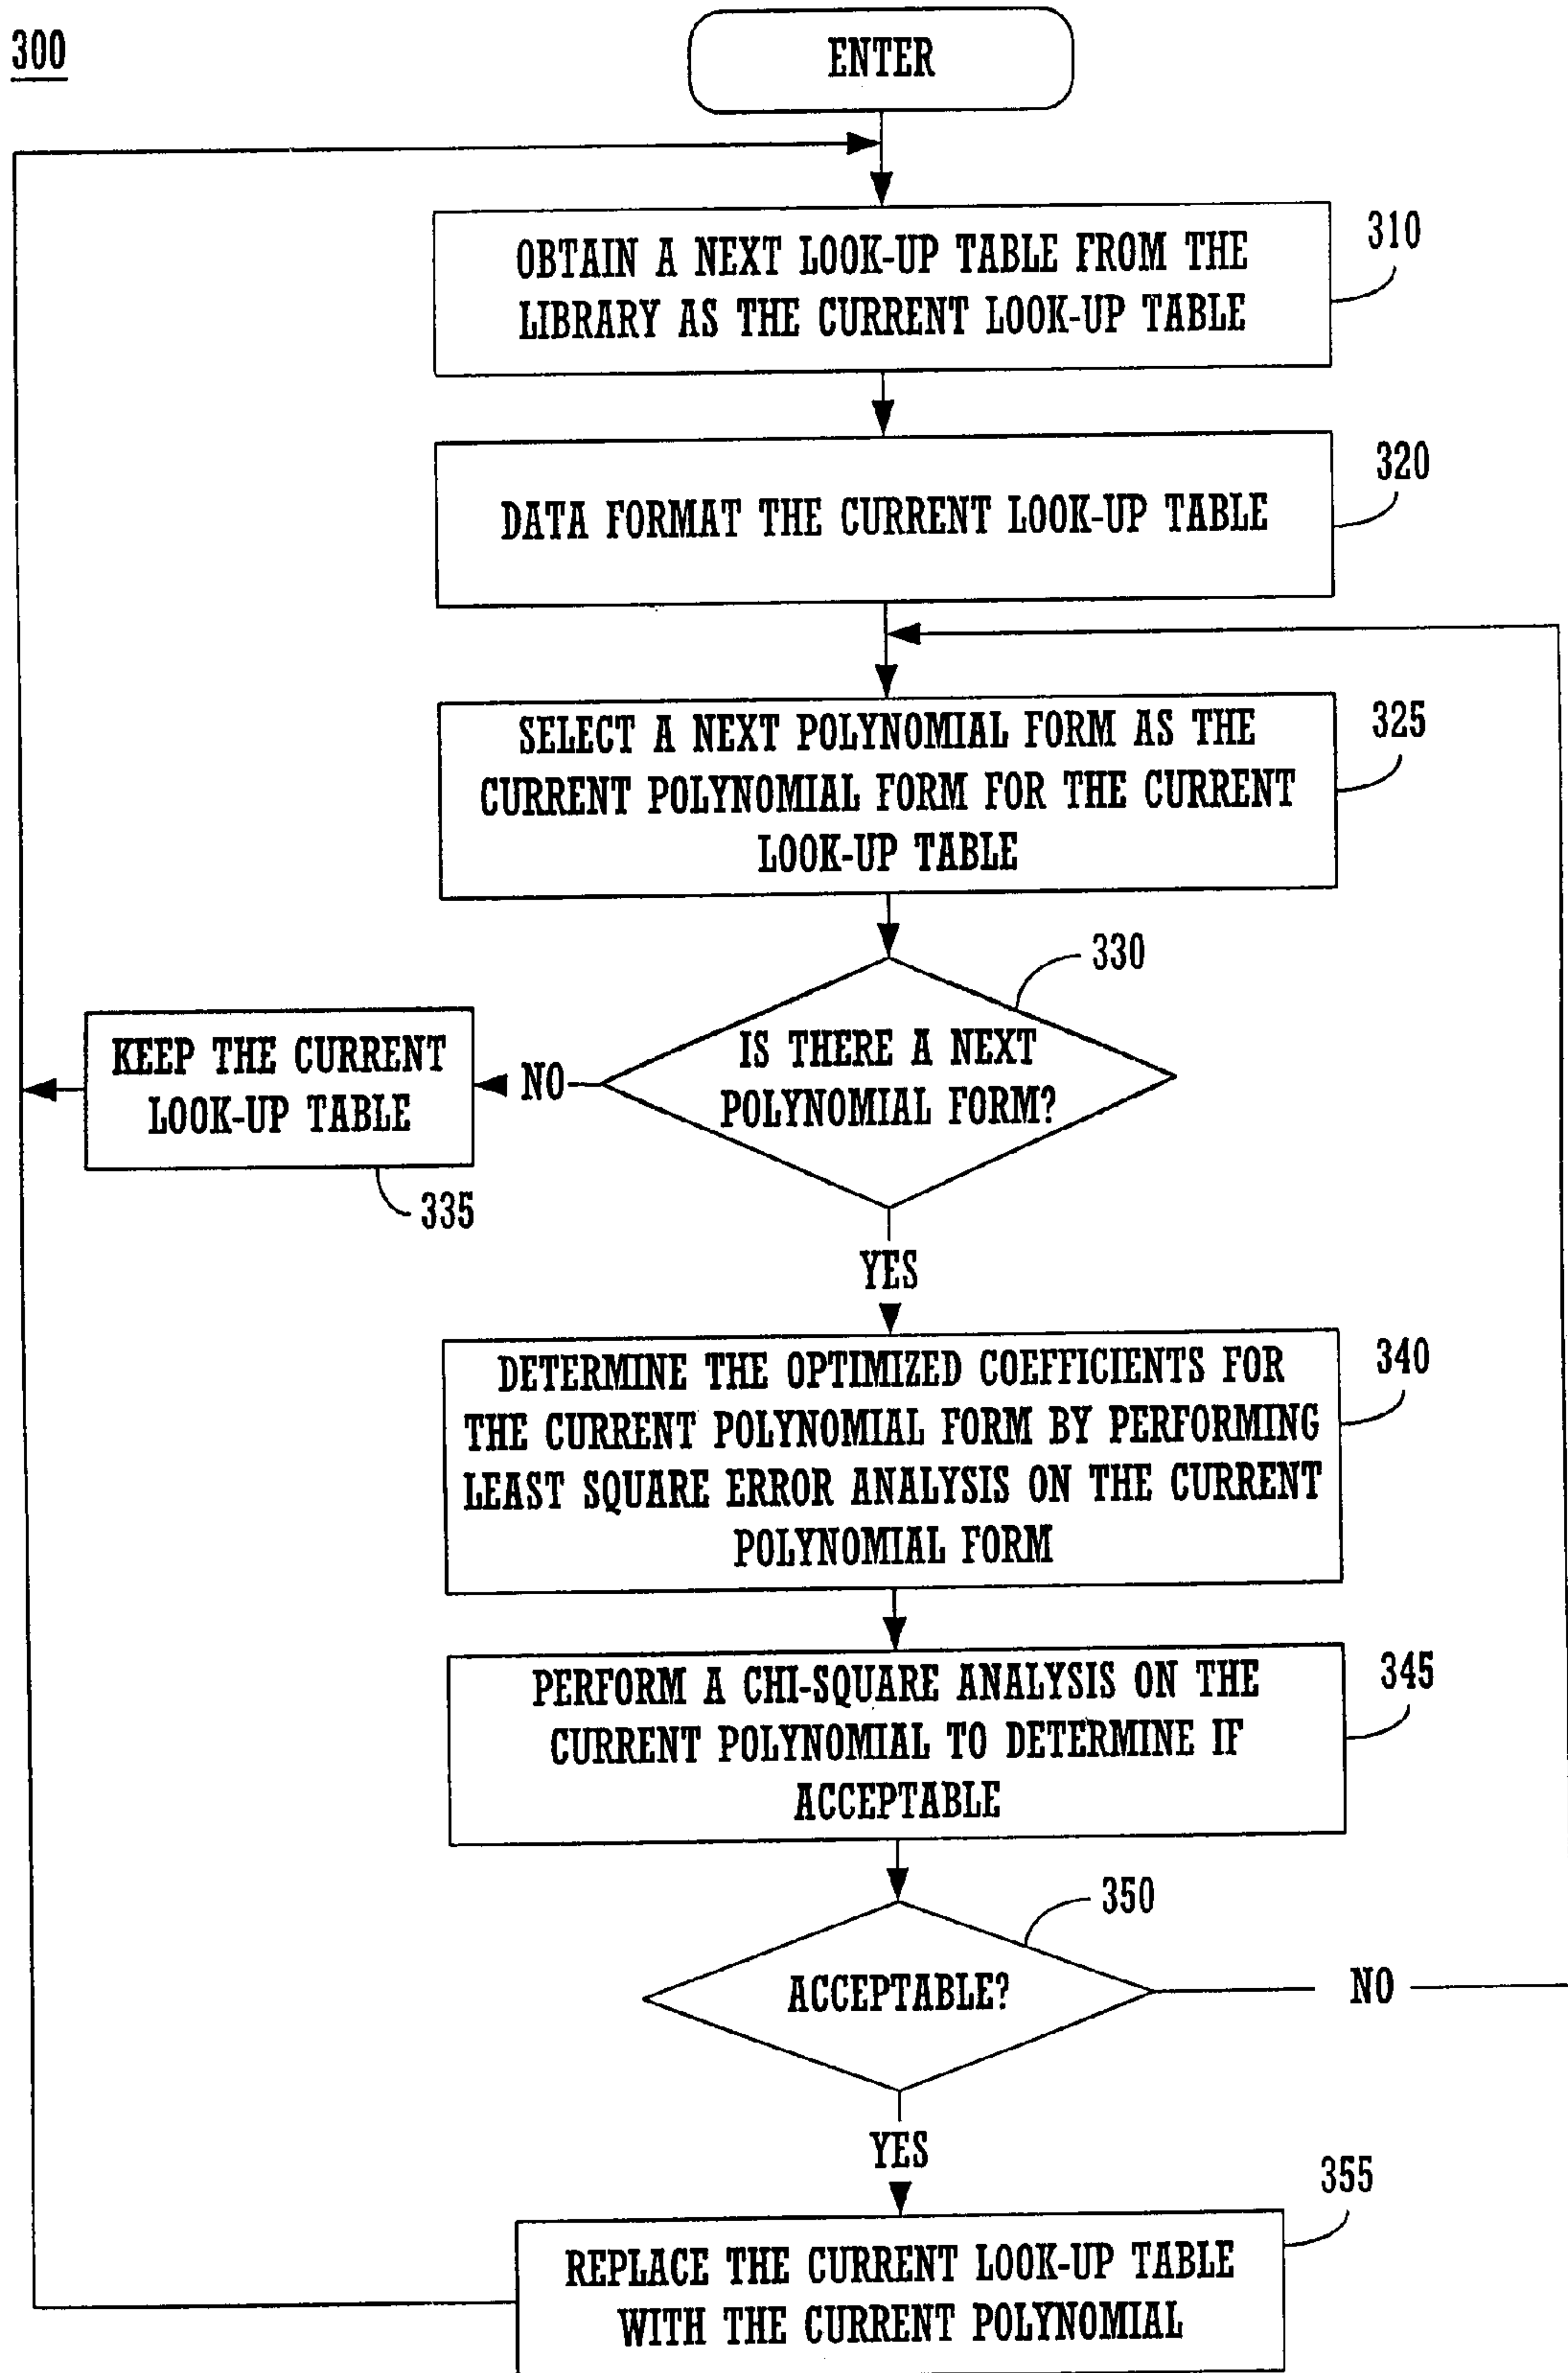 300
ENTER
OBTAIN A NEXT LOOK-UP TABLE FROM THE
LIBRARY AS THE CURRENT LOOK-UP TABLE
310
DATA FORMAT THE CURRENT LOOK-UP TABLE
320
SELECT A NEXT POLYNOMIAL FORM AS THE
CURRENT POLYNOMIAL FORM FOR THE CURRENT
LOOK-UP TABLE
325
330
IS THERE A NEXT
POLYNOMIAL FORM?
NO
KEEP THE CURRENT
LOOK-UP TABLE
335
YES
DETERMINE THE OPTIMIZED COEFFICIENTS FOR
THE CURRENT POLYNOMIAL FORM BY PERFORMING
LEAST SQUARE ERROR ANALYSIS ON THE CURRENT
POLYNOMIAL FORM
340
PERFORM A CHI-SQUARE ANALYSIS ON THE
CURRENT POLYNOMIAL TO DETERMINE IF
ACCEPTABLE
345
350
ACCEPTABLE?
NO
YES
355
REPLACE THE CURRENT LOOK-UP TABLE
WITH THE CURRENT POLYNOMIAL